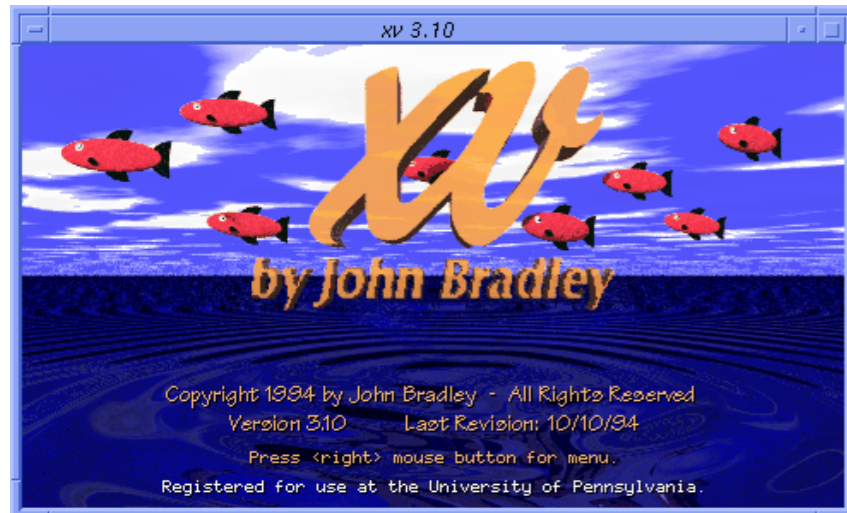 xv 3.10
xv
by John Bradley
Copyright 1994 by John Bradley - All Rights Reserved
Version 3.10 Last Revision: 10/10/94
Press <right> mouse button for menu.
Registered for use at the University of Pennsylvania.